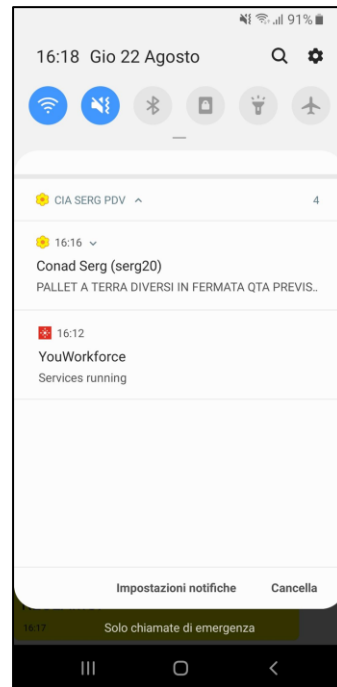 91%
16:18 Gio 22 Agosto
CIA SERG PDV 4
16:16
Conad Serg (serg20)
PALLET A TERRA DIVERSI IN FERMATA QTA PREVIS..
16:12
YouWorkforce
Services running
Impostazioni notifiche Cancella
16:17 Solo chiamate di emergenza